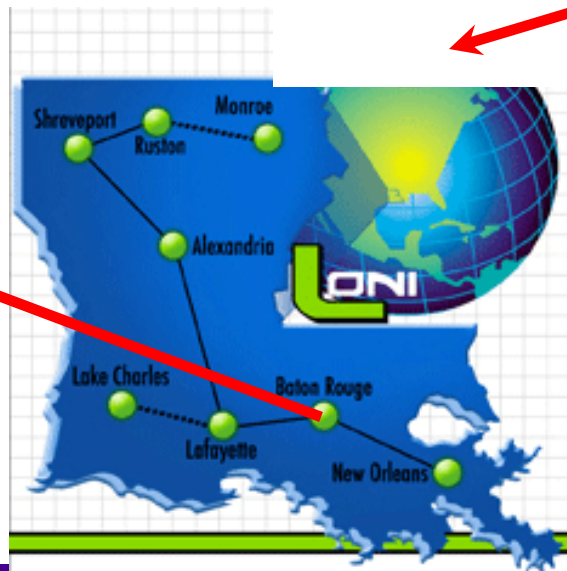 Monroe
Shreveport
Ruston
Alexandria
LONI
Lake Charles
Baton Rouge
Lafayette
New Orleans